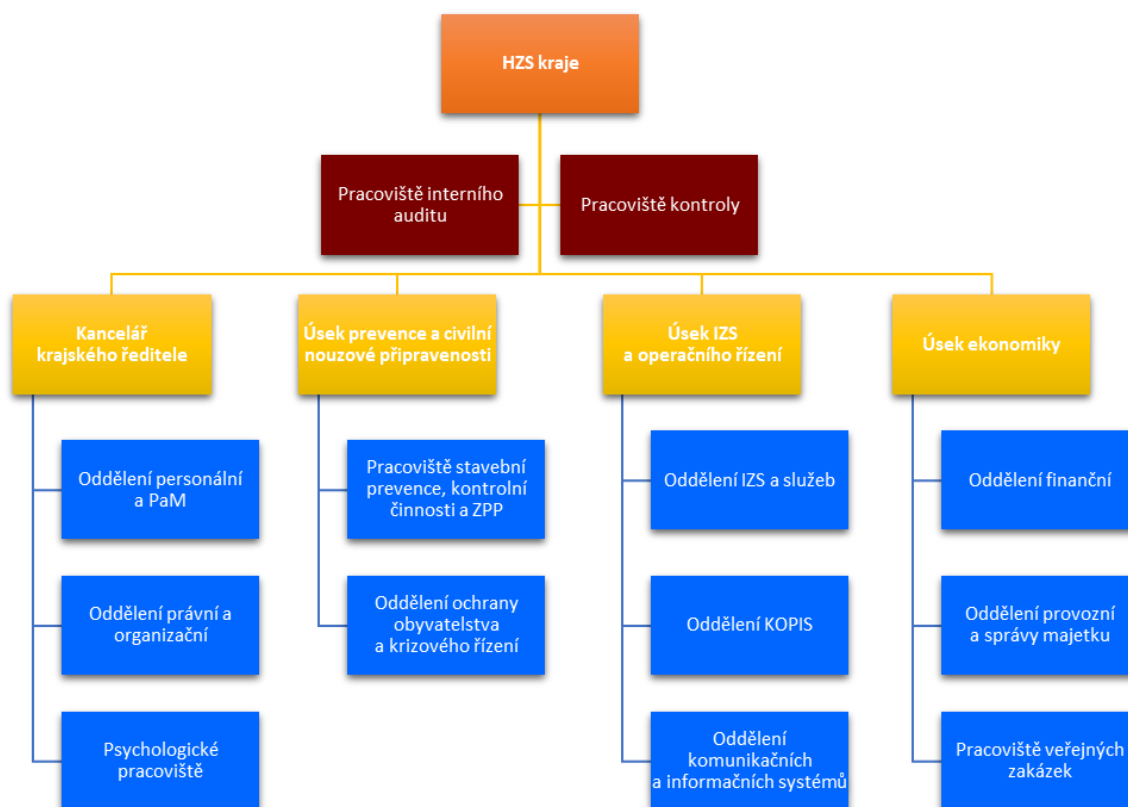 HZS kraje
Pracoviště interního
auditu
Pracoviště kontroly
Kancelář
krajského ředitele
Úsek prevence a civilní
nouzové připravenosti
Úsek IZS
a operačního řízení
Úsek ekonomiky
Oddělení personální
a PaM
Pracoviště stavební
prevence, kontrolní
činnosti a ZPP
Oddělení IZS a služeb
Oddělení finanční
Oddělení právní a
organizační
Oddělení ochrany
obyvatelstva
a krizového řízení
Oddělení KOPIS
Oddělení provozní
a správy majetku
Psychologické
pracoviště
Oddělení
komunikačních
a informačních systémů
Pracoviště veřejných
zakázek